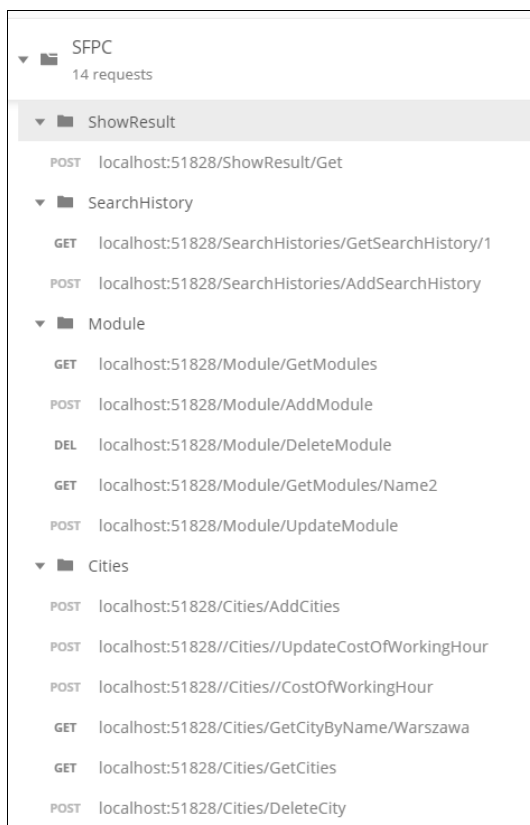 SFPC
14 requests
ShowResult
POST localhost:51828/ShowResult/Get
SearchHistory
GET localhost:51828/SearchHistories/GetSearchHistory/1
POST localhost:51828/SearchHistories/AddSearchHistory
Module
GET localhost:51828/Module/GetModules
POST localhost:51828/Module/AddModule
DEL localhost:51828/Module/DeleteModule
GET localhost:51828/Module/GetModules/Name2
POST localhost:51828/Module/UpdateModule
Cities
POST localhost:51828/Cities/AddCities
POST localhost:51828//Cities//UpdateCostOfWorkingHour
POST localhost:51828//Cities//CostOfWorkingHour
GET localhost:51828/Cities/GetCityByName/Warszawa
GET localhost:51828/Cities/GetCities
POST localhost:51828/Cities/DeleteCity